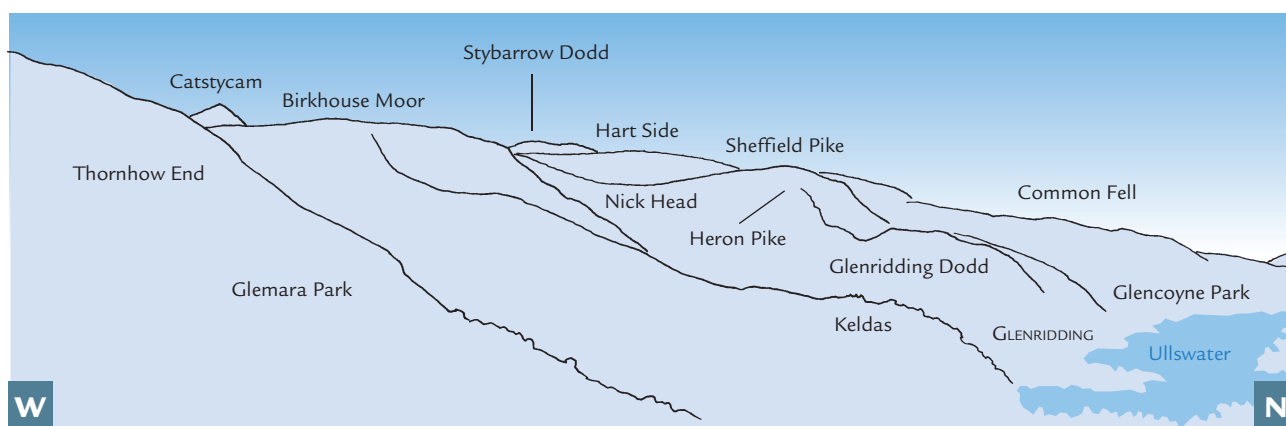 Stybarrow Dodd
Catstycam
Birkhouse Moor
Hart Side
Sheffield Pike
Thornhow End
Common Fell
Nick Head
Heron Pike
Glenridding Dodd
Glemara Park
Glencoyne Park
Keldas
GLENRIDDING
Ullswater
W
N